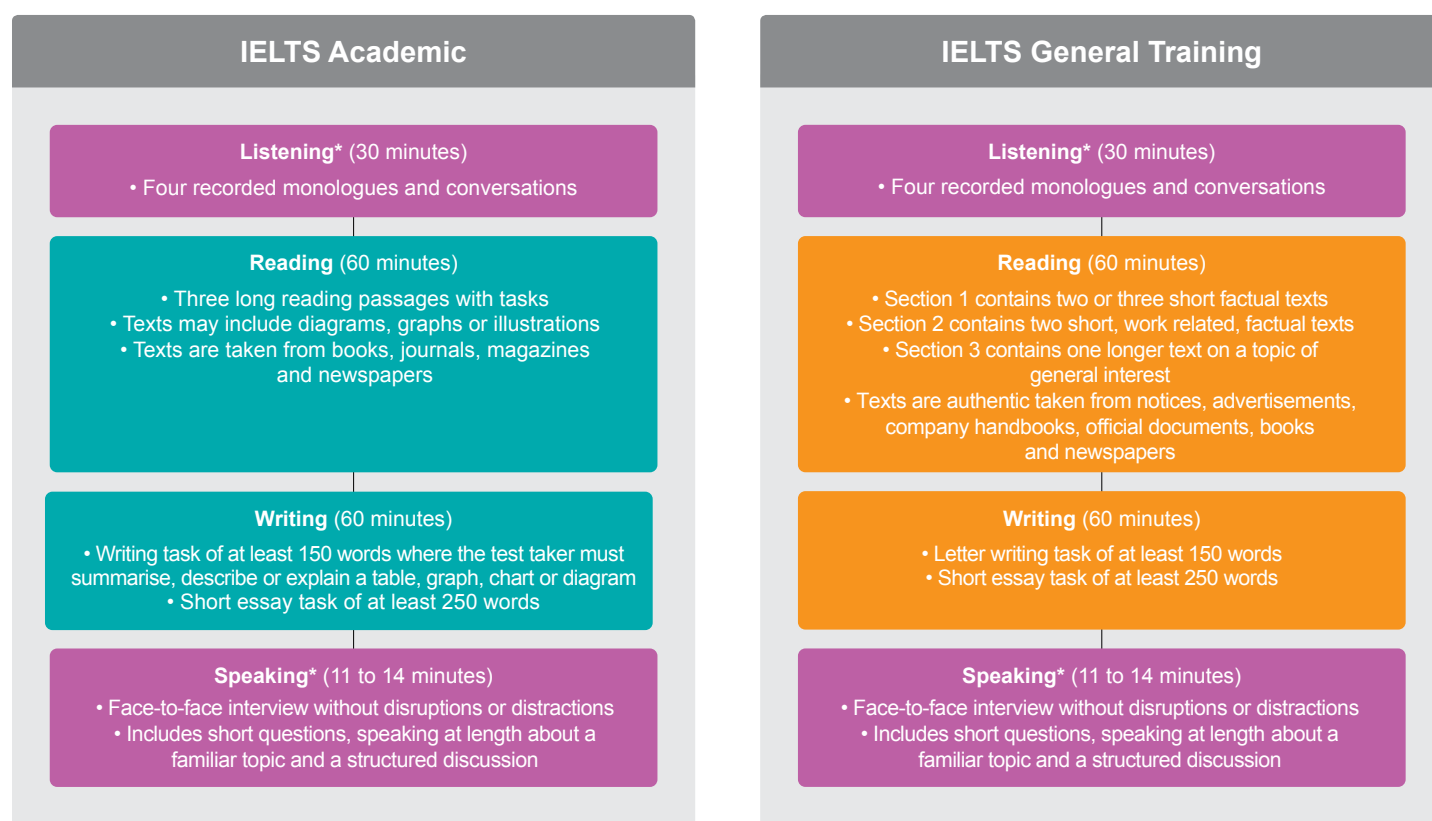 IELTS Academic
Listening* (30 minutes)
• Four recorded monologues and conversations
Reading (60 minutes)
• Three long reading passages with tasks
• Texts may include diagrams, graphs or illustrations
• Texts are taken from books, journals, magazines
and newspapers
Writing (60 minutes)
• Writing task of at least 150 words where the test taker must
summarise, describe or explain a table, graph, chart or diagram
• Short essay task of at least 250 words
Speaking* (11 to 14 minutes)
• Face-to-face interview without disruptions or distractions
• Includes short questions, speaking at length about a
familiar topic and a structured discussion
IELTS General Training
Listening* (30 minutes)
• Four recorded monologues and conversations
Reading (60 minutes)
• Section 1 contains two or three short factual texts
• Section 2 contains two short, work related, factual texts
• Section 3 contains one longer text on a topic of
general interest
• Texts are authentic taken from notices, advertisements,
company handbooks, official documents, books
and newspapers
Writing (60 minutes)
• Letter writing task of at least 150 words
• Short essay task of at least 250 words
Speaking* (11 to 14 minutes)
• Face-to-face interview without disruptions or distractions
• Includes short questions, speaking at length about a
familiar topic and a structured discussion